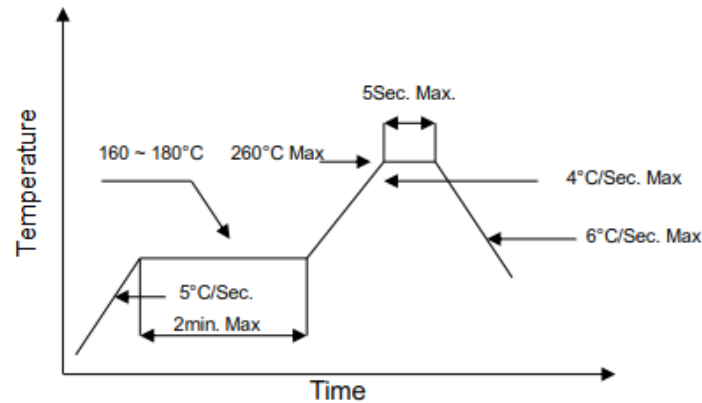 5Sec. Max.
160 ~ 180°C
260°C Max
4°C/Sec. Max
6°C/Sec. Max
5°C/Sec.
2min. Max
Temperature
Time